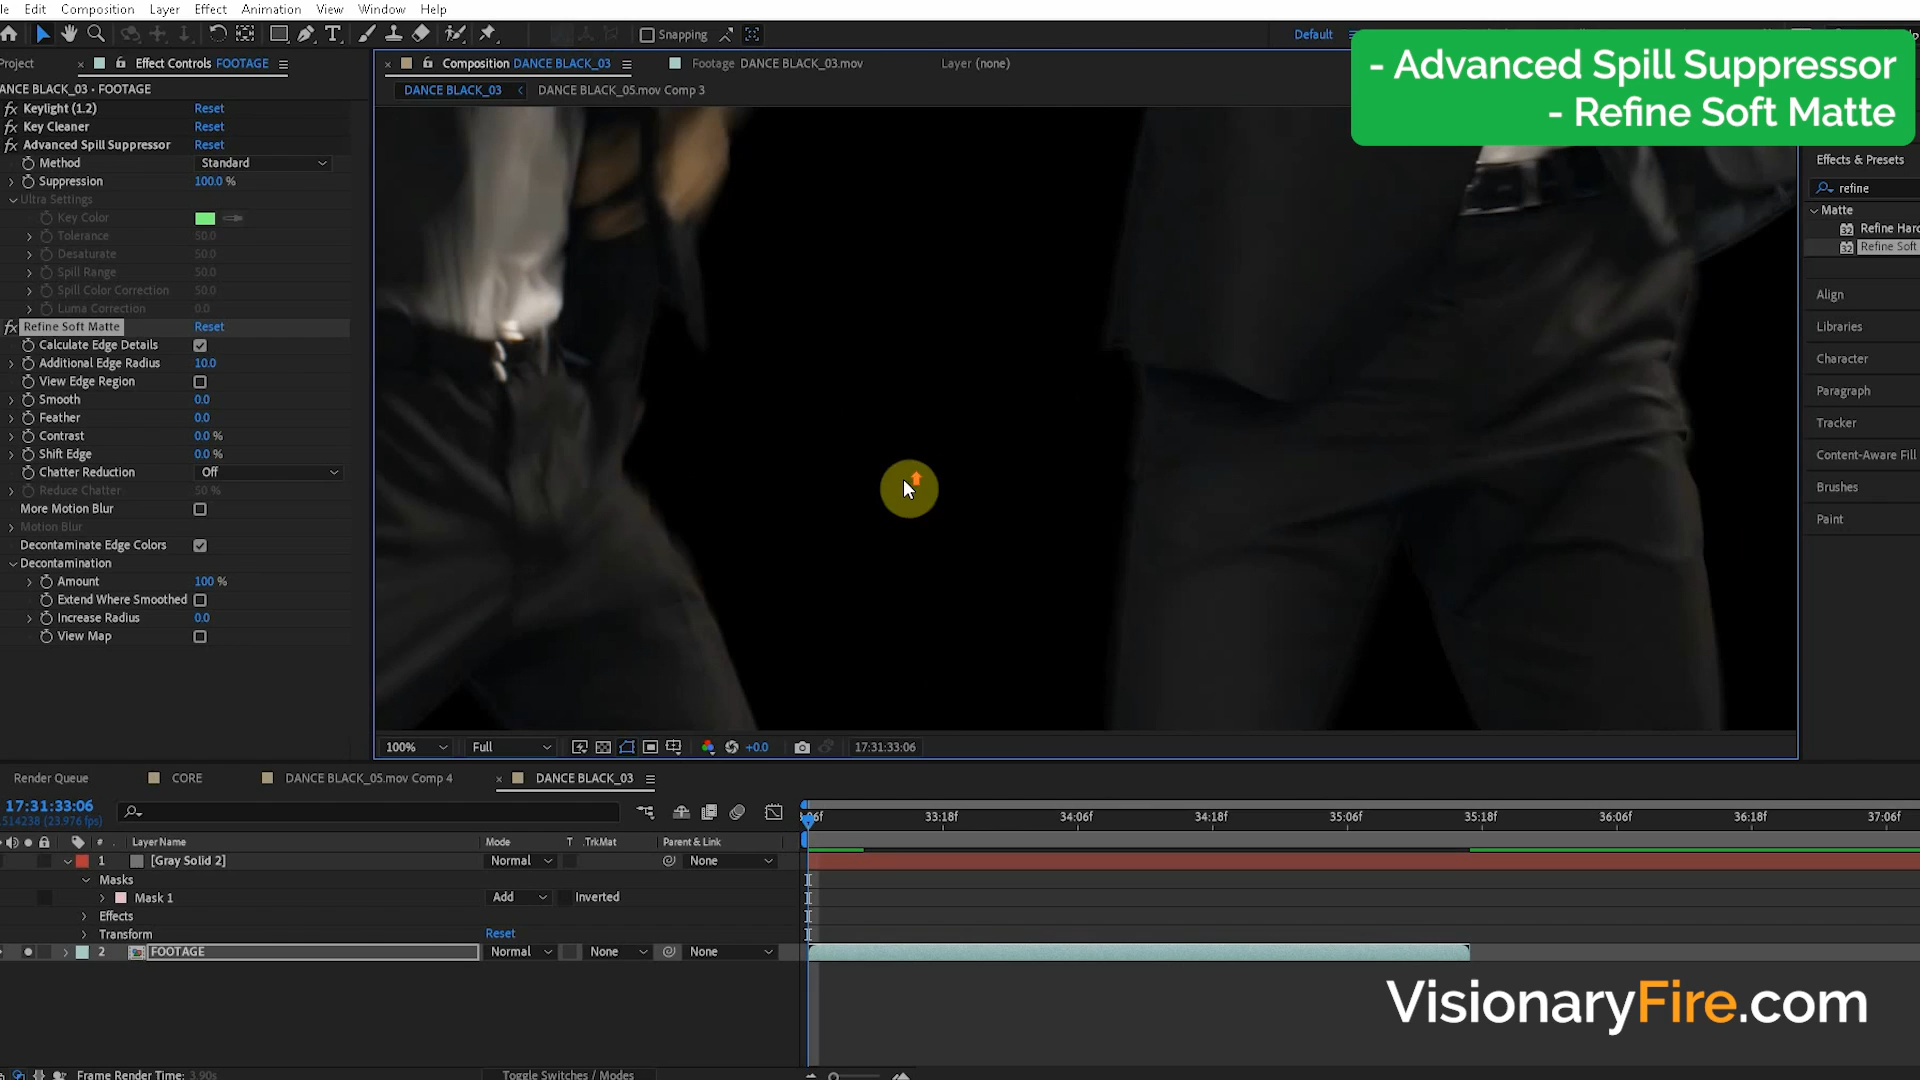 Edit Composition Layer Effect Animation View Window Help
Snapping
Default
- Advanced Spill Suppressor
- Refine Soft Matte
Project
Effect Controls FOOTAGE
Composition DANCE BLACK_03
Footage DANCE BLACK_03.mov
Layer (none)
DANCE BLACK_03 DANCE BLACK_05.mov Comp 3
ANCE BLACK_03 • FOOTAGE
fx Keylight (1.2) Reset
fx Key Cleaner Reset
fx Advanced Spill Suppressor Reset
Method Standard
Suppression 100.0 %
Ultra Settings
Key Color
Tolerance 50.0
Desaturate 50.0
Spill Range 50.0
Spill Color Correction 50.0
Luma Correction 0.0
fx Refine Soft Matte Reset
Calculate Edge Details
Additional Edge Radius 10.0
View Edge Region
Smooth 0.0
Feather 0.0
Contrast 0.0 %
Shift Edge 0.0 %
Chatter Reduction Off
Reduce Chatter 50 %
More Motion Blur
Motion Blur
Decontaminate Edge Colors
Decontamination
Amount 100 %
Extend Where Smoothed
Increase Radius 0.0
View Map
Effects & Presets
refine
Matte
32 Refine Hard
32 Refine Soft
Align
Libraries
Character
Paragraph
Tracker
Content-Aware Fill
Brushes
Paint
100% Full +0.0 17:31:33:06
Render Queue CORE DANCE BLACK_05.mov Comp 4 DANCE BLACK_03
17:31:33:06
514238 (23.976 fps)
33:18f 34:06f 34:18f 35:06f 35:18f 36:06f 36:18f 37:06f
# Layer Name Mode T .TrkMat Parent & Link
1 [Gray Solid 2] Normal None
Masks
Mask 1 Add Inverted
Effects
Transform Reset
2 FOOTAGE Normal None None
VisionaryFire.com
Frame Render Time: 3.90s
Toggle Switches / Modes